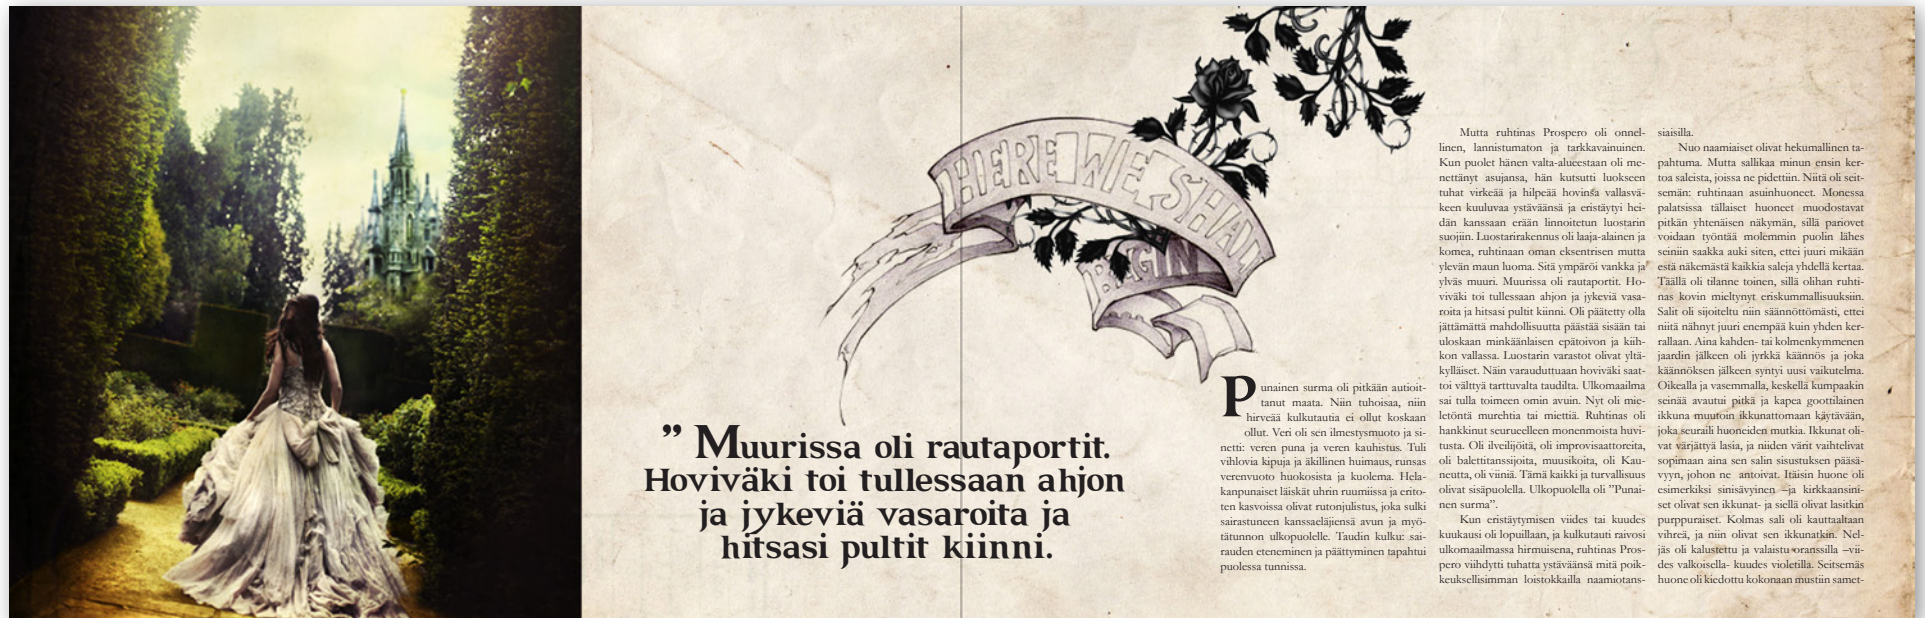 HERE WE SHALL
BEGIN
” Muurissa oli rautaportit.
Hoviväki toi tullessaan ahjon
ja jykeviä vasaroita ja
hitsasi pultit kiinni.
Punainen surma oli pitkään autioit-
tanut maata. Niin tuhoisaa, niin
hirveää kulkutautia ei ollut koskaan
ollut. Veri oli sen ilmestysmuoto ja si-
netti: veren puna ja veren kauhistus. Tuli
vihlovia kipuja ja äkillinen huimaus, runsas
verenvuoto huokosista ja kuolema. Hela-
kanpunaiset läiskät uhrin ruumiissa ja erito-
ten kasvoissa olivat rutonjulistus, joka sulki
sairastuneen kanssaeläjiensä avun ja myö-
tätunnon ulkopuolelle. Taudin kulku: sai-
rauden eteneminen ja päättyminen tapahtui
puolessa tunnissa.
Mutta ruhtinas Prospero oli onnel-
linen, lannistumaton ja tarkkavainuinen.
Kun puolet hänen valta-alueestaan oli me-
nettänyt asujansa, hän kutsutti luokseen
tuhat virkeää ja hilpeää hovinsa vallasvä-
keen kuuluvaa ystäväänsä ja eristäytyi hei-
dän kanssaan erään linnoitetun luostarin
suojiin. Luostarirakennus oli laaja-alainen ja
komea, ruhtinaan oman eksentrisen mutta
ylevän maun luoma. Sitä ympäröi vankka ja
ylväs muuri. Muurissa oli rautaportit. Ho-
viväki toi tullessaan ahjon ja jykeviä vasa-
roita ja hitsasi pultit kiinni. Oli päätetty olla
jättämättä mahdollisuutta päästää sisään tai
uloskaan minkäänlaisen epätoivon ja kiih-
kon vallassa. Luostarin varastot olivat yltä-
kylläiset. Näin varauduttuaan hoviväki saat-
toi välttyä tarttuvalta taudilta. Ulkomaailma
sai tulla toimeen omin avuin. Nyt oli mie-
letöntä murehtia tai miettiä. Ruhtinas oli
hankkinut seurueelleen monenmoista huvi-
tusta. Oli ilveilijöitä, oli improvisaattoreita,
oli balettitanssijoita, muusikoita, oli Kau-
neutta, oli viiniä. Tämä kaikki ja turvallisuus
olivat sisäpuolella. Ulkopuolella oli ”Punai-
nen surma”.
Kun eristäytymisen viides tai kuudes
kuukausi oli lopuillaan, ja kulkutauti raivosi
ulkomaailmassa hirmuisena, ruhtinas Pros-
pero viihdytti tuhatta ystäväänsä mitä poik-
keuksellisimman loistokkailla naamiotans-
siaisilla.
Nuo naamiaiset olivat hekumallinen ta-
pahtuma. Mutta sallikaa minun ensin ker-
toa saleista, joissa ne pidettiin. Niitä oli seit-
semän: ruhtinaan asuinhuoneet. Monessa
palatsissa tällaiset huoneet muodostavat
pitkän yhtenäisen näkymän, sillä pariovet
voidaan työntää molemmin puolin lähes
seiniin saakka auki siten, ettei juuri mikään
estä näkemästä kaikkia saleja yhdellä kertaa.
Täällä oli tilanne toinen, sillä olihan ruhti-
nas kovin mieltynyt eriskummallisuuksiin.
Salit oli sijoiteltu niin säännöttömästi, ettei
niitä nähnyt juuri enempää kuin yhden ker-
rallaan. Aina kahden- tai kolmenkymmenen
jaardin jälkeen oli jyrkkä käännös ja joka
käännöksen jälkeen syntyi uusi vaikutelma.
Oikealla ja vasemmalla, keskellä kumpaakin
seinää avautui pitkä ja kapea goottilainen
ikkuna muutoin ikkunattomaan käytävään,
joka seuraili huoneiden mutkia. Ikkunat oli-
vat värjättyä lasia, ja niiden värit vaihtelivat
sopimaan aina sen salin sisustuksen pääsä-
vyyn, johon ne antoivat. Itäisin huone oli
esimerkiksi sinisävyinen –ja kirkkaansini-
set olivat sen ikkunat- ja siellä olivat lasitkin
purppuraiset. Kolmas sali oli kauttaaltaan
vihreä, ja niin olivat sen ikkunatkin. Nel-
jäs oli kalustettu ja valaistu oranssilla –vii-
des valkoisella- kuudes violetilla. Seitsemäs
huone oli kiedottu kokonaan mustiin samet-